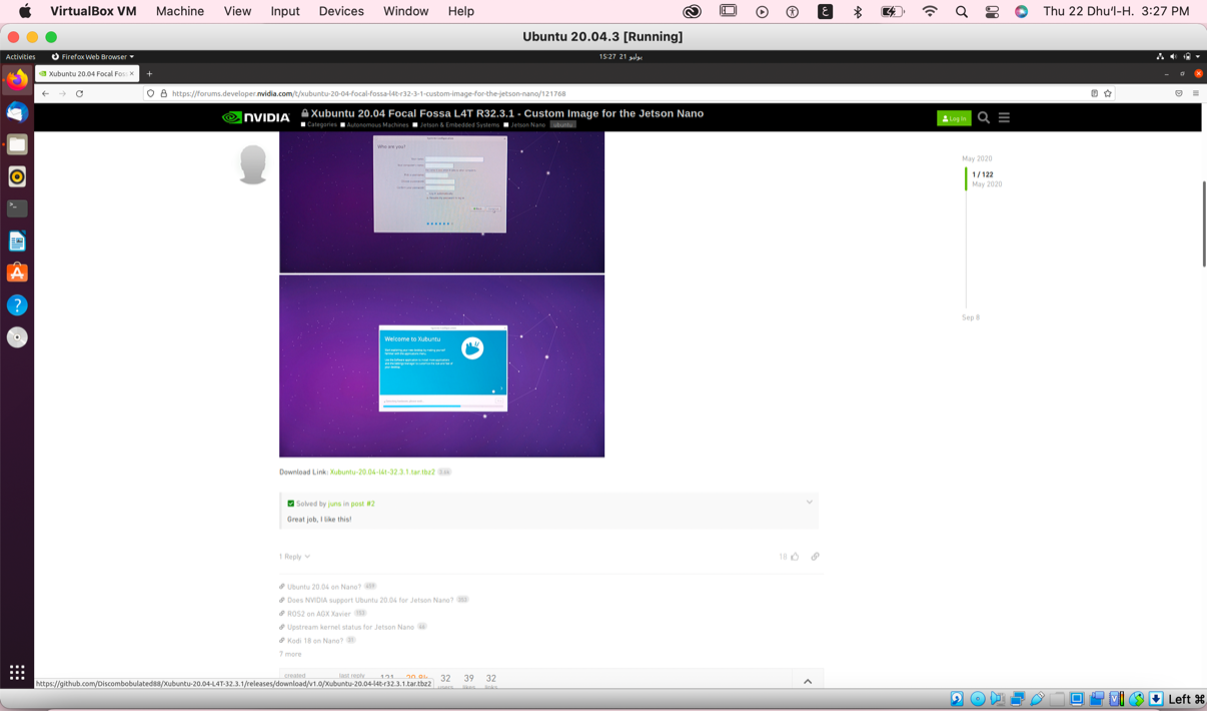 VirtualBox VM Machine View Input Devices Window Help Thu 22 Dhuʻl-H. 3:27 PM
Ubuntu 20.04.3 [Running]
Activities Firefox Web Browser 15:27 21 يوليو
Xubuntu 20.04 Focal Fos
https://forums.developer.nvidia.com/t/xubuntu-20-04-focal-fossa-l4t-r32-3-1-custom-image-for-the-jetson-nano/121768
NVIDIA Xubuntu 20.04 Focal Fossa L4T R32.3.1 - Custom Image for the Jetson Nano
Categories Autonomous Machines Jetson & Embedded Systems Jetson Nano ubuntu
Log In
Who are you?
May 2020
1 / 122
May 2020
Sep 8
Welcome to Xubuntu
Download Link: Xubuntu-20.04-l4t-32.3.1.tar.tbz2
Solved by juns in post #2
Great job, I like this!
1 Reply 18
Ubuntu 20.04 on Nano?
Does NVIDIA support Ubuntu 20.04 for Jetson Nano?
ROS2 on AGX Xavier
Upstream kernel status for Jetson Nano
Kodi 18 on Nano?
7 more
created last reply 32 39 32
users likes links
https://github.com/Discombobulated88/Xubuntu-20.04-L4T-32.3.1/releases/download/v1.0/Xubuntu-20.04-l4t-r32.3.1.tar.tbz2
Left ⌘